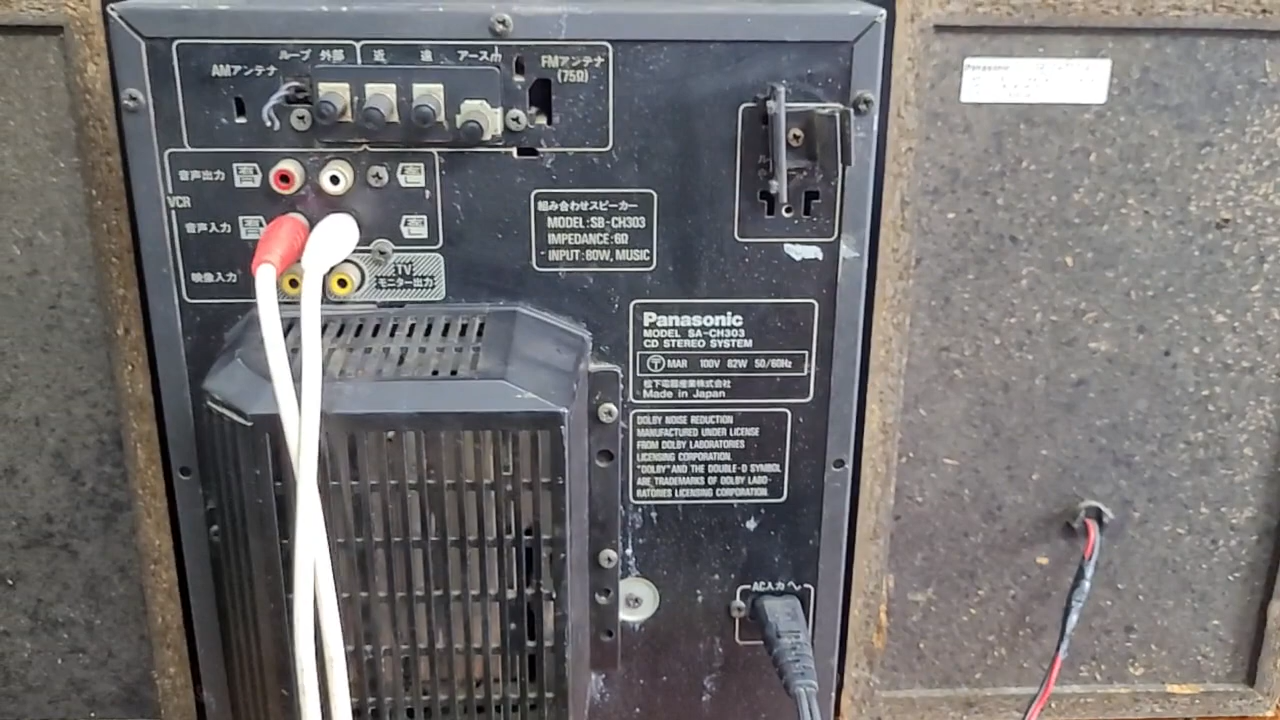 ループ 外部 近 遠 アース
AMアンテナ
FMアンテナ
(75Ω)
音声出力 右 左
VCR
音声入力 右 左
映像入力
TV
モニター出力
組み合わせスピーカー
MODEL:SB-CH303
IMPEDANCE:6Ω
INPUT:80W, MUSIC
Panasonic
MODEL SA-CH303
CD STEREO SYSTEM
〒 MAR 100V 82W 50/60Hz
松下電器産業株式会社
Made in Japan
DOLBY NOISE REDUCTION
MANUFACTURED UNDER LICENSE
FROM DOLBY LABORATORIES
LICENSING CORPORATION.
"DOLBY" AND THE DOUBLE-D SYMBOL
ARE TRADEMARKS OF DOLBY LABO-
RATORIES LICENSING CORPORATION.
AC入力 ～
Panasonic